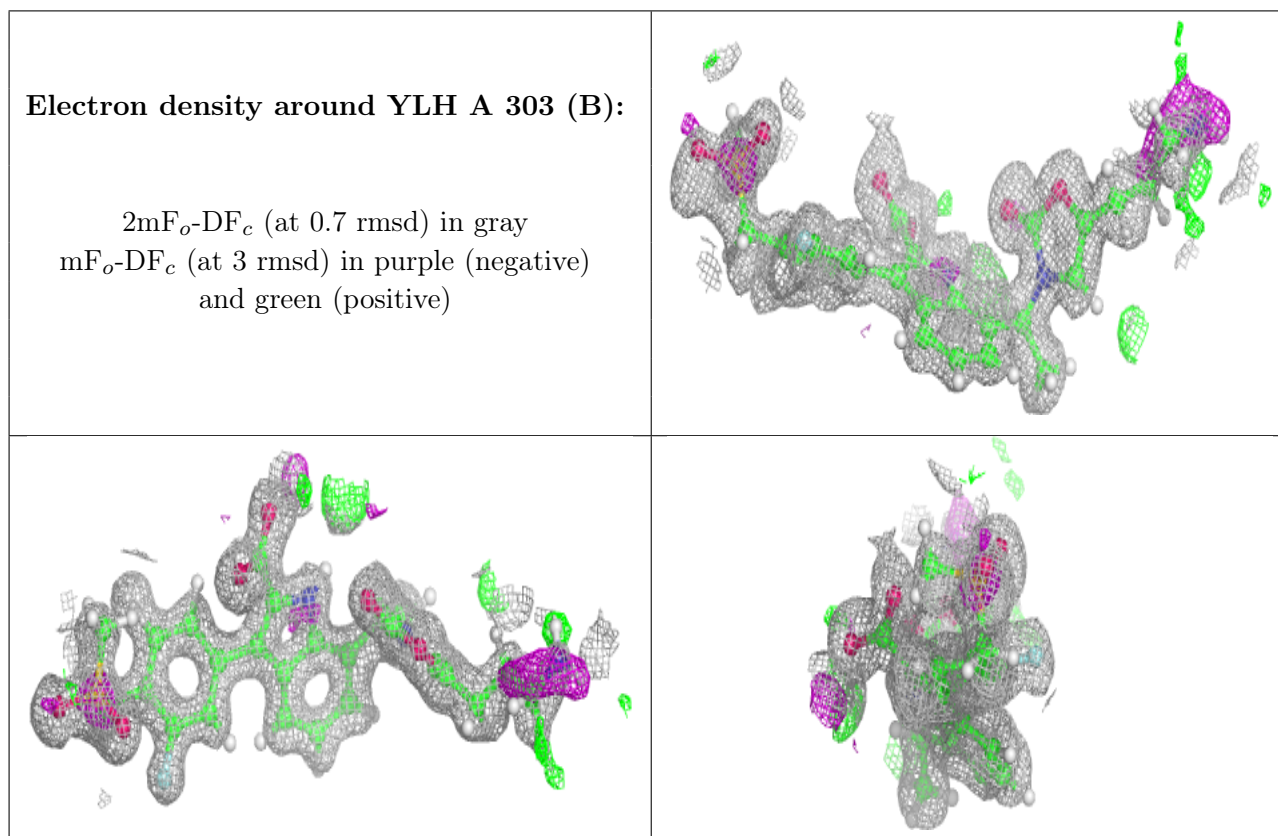 Electron density around YLH A 303 (B):
2mFo-DFc (at 0.7 rmsd) in gray
mFo-DFc (at 3 rmsd) in purple (negative)
and green (positive)